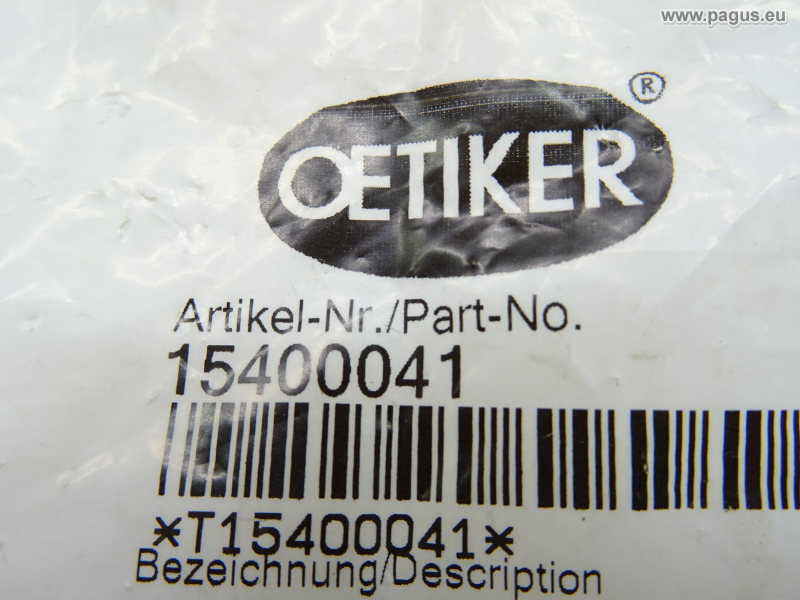 www.pagus.eu
OETIKER®
Artikel-Nr./Part-No.
15400041
*T15400041*
Bezeichnung/Description